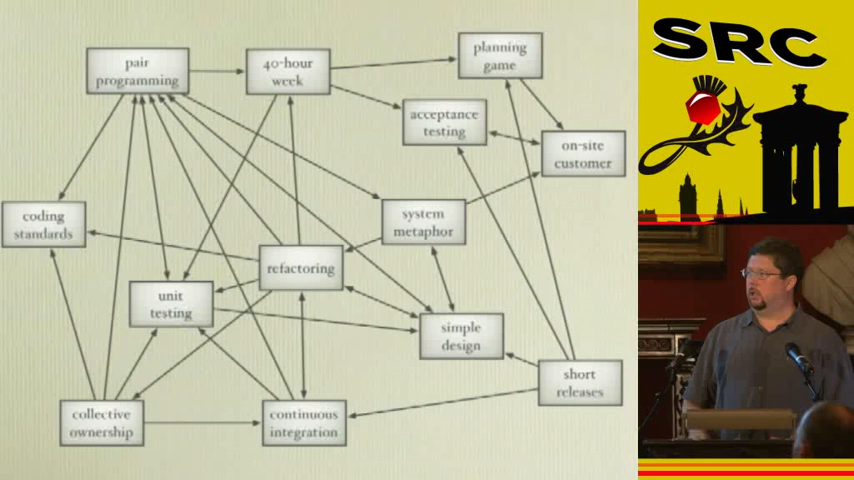 pair
programming
40-hour
week
planning
game
acceptance
testing
on-site
customer
coding
standards
system
metaphor
refactoring
unit
testing
simple
design
short
releases
collective
ownership
continuous
integration
SRC